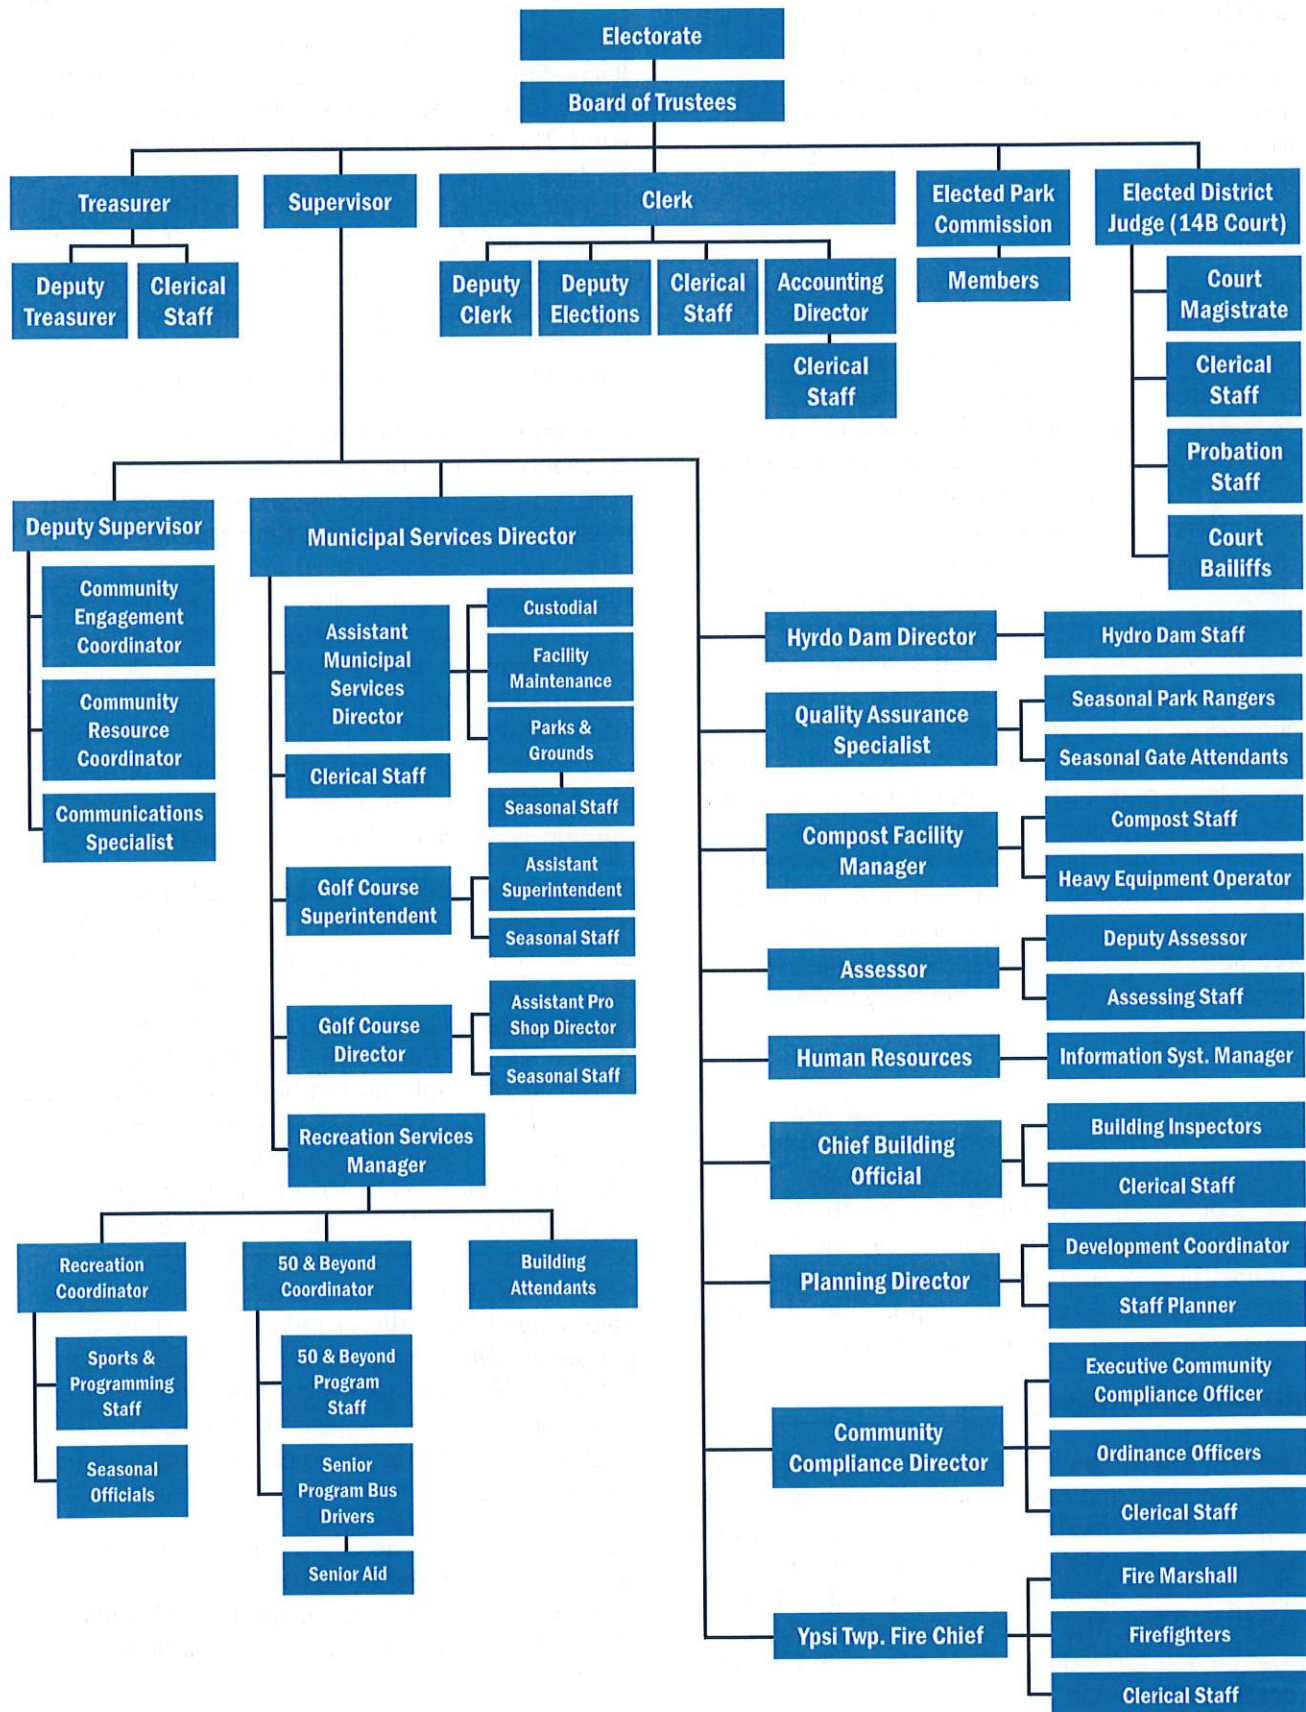 Electorate
Board of Trustees
Treasurer
Supervisor
Clerk
Elected Park
Commission
Elected District
Judge (14B Court)
Deputy
Treasurer
Clerical
Staff
Deputy
Clerk
Deputy
Elections
Clerical
Staff
Accounting
Director
Clerical
Staff
Members
Court
Magistrate
Clerical
Staff
Probation
Staff
Court
Bailiffs
Deputy Supervisor
Community
Engagement
Coordinator
Community
Resource
Coordinator
Communications
Specialist
Municipal Services Director
Assistant
Municipal
Services
Director
Custodial
Facility
Maintenance
Parks &
Grounds
Seasonal Staff
Clerical Staff
Golf Course
Superintendent
Assistant
Superintendent
Seasonal Staff
Golf Course
Director
Assistant Pro
Shop Director
Seasonal Staff
Recreation Services
Manager
Recreation
Coordinator
Sports &
Programming
Staff
Seasonal
Officials
50 & Beyond
Coordinator
50 & Beyond
Program
Staff
Senior
Program Bus
Drivers
Senior Aid
Building
Attendants
Hyrdo Dam Director
Hydro Dam Staff
Quality Assurance
Specialist
Seasonal Park Rangers
Seasonal Gate Attendants
Compost Facility
Manager
Compost Staff
Heavy Equipment Operator
Assessor
Deputy Assessor
Assessing Staff
Human Resources
Information Syst. Manager
Chief Building
Official
Building Inspectors
Clerical Staff
Planning Director
Development Coordinator
Staff Planner
Community
Compliance Director
Executive Community
Compliance Officer
Ordinance Officers
Clerical Staff
Ypsi Twp. Fire Chief
Fire Marshall
Firefighters
Clerical Staff